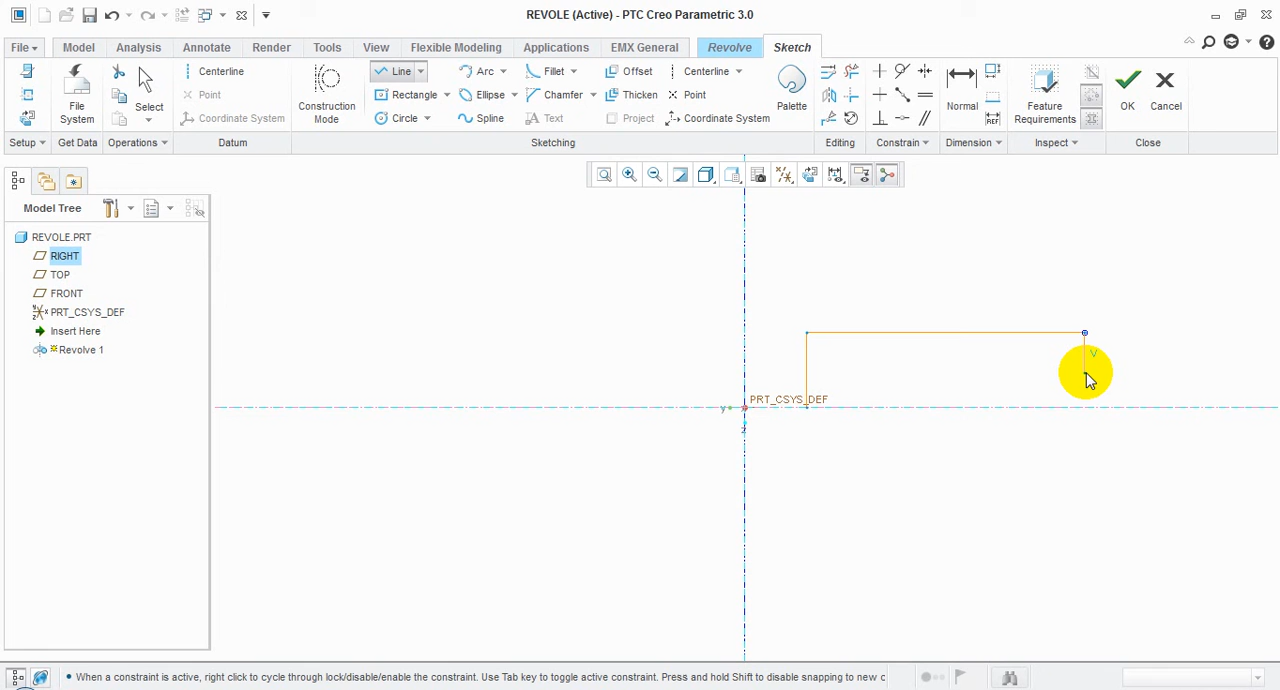 REVOLE (Active) - PTC Creo Parametric 3.0
File Model Analysis Annotate Render Tools View Flexible Modeling Applications EMX General Revolve Sketch
File System
Select
Centerline
Point
Coordinate System
Construction Mode
Line Arc Fillet Offset Centerline
Rectangle Ellipse Chamfer Thicken Point
Circle Spline Text Project Coordinate System
Palette
Normal
REF
Feature Requirements
OK
Cancel
Setup Get Data Operations Datum Sketching Editing Constrain Dimension Inspect Close
Model Tree
REVOLE.PRT
RIGHT
TOP
FRONT
PRT_CSYS_DEF
Insert Here
Revolve 1
V
PRT_CSYS_DEF
y
z
When a constraint is active, right click to cycle through lock/disable/enable the constraint. Use Tab key to toggle active constraint. Press and hold Shift to disable snapping to new c